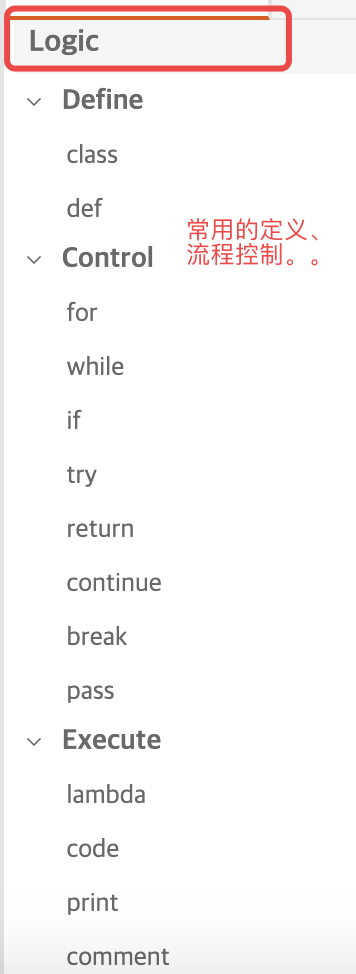 Logic
Define
class
def
常用的定义、
流程控制。。
Control
for
while
if
try
return
continue
break
pass
Execute
lambda
code
print
comment